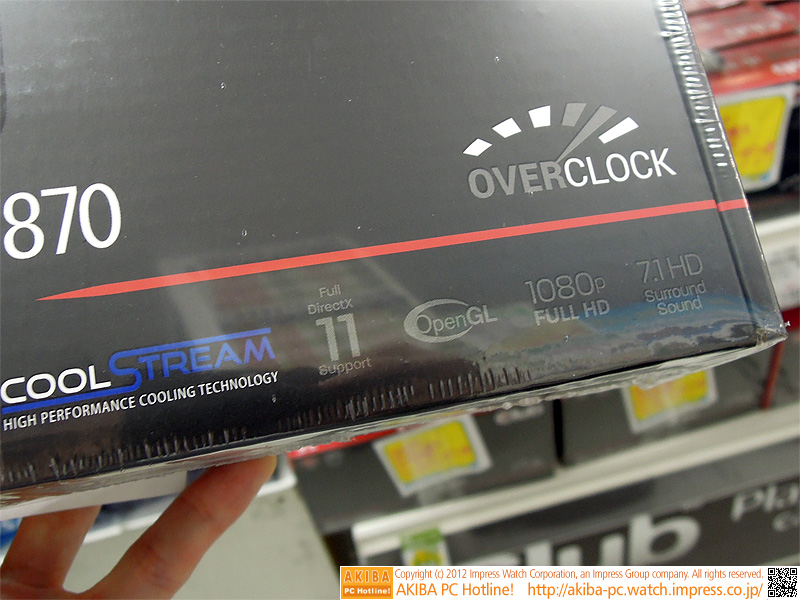 870
OVERCLOCK
COOLSTREAM
HIGH PERFORMANCE COOLING TECHNOLOGY
Full
DirectX
11
Support
OpenGL
1080p
FULL HD
7.1 HD
Surround
Sound
Pla
lub
AKIBA
PC Hotline!
Copyright (c) 2012 Impress Watch Corporation, an Impress Group company. All rights reserved.
AKIBA PC Hotline! http://akiba-pc.watch.impress.co.jp/